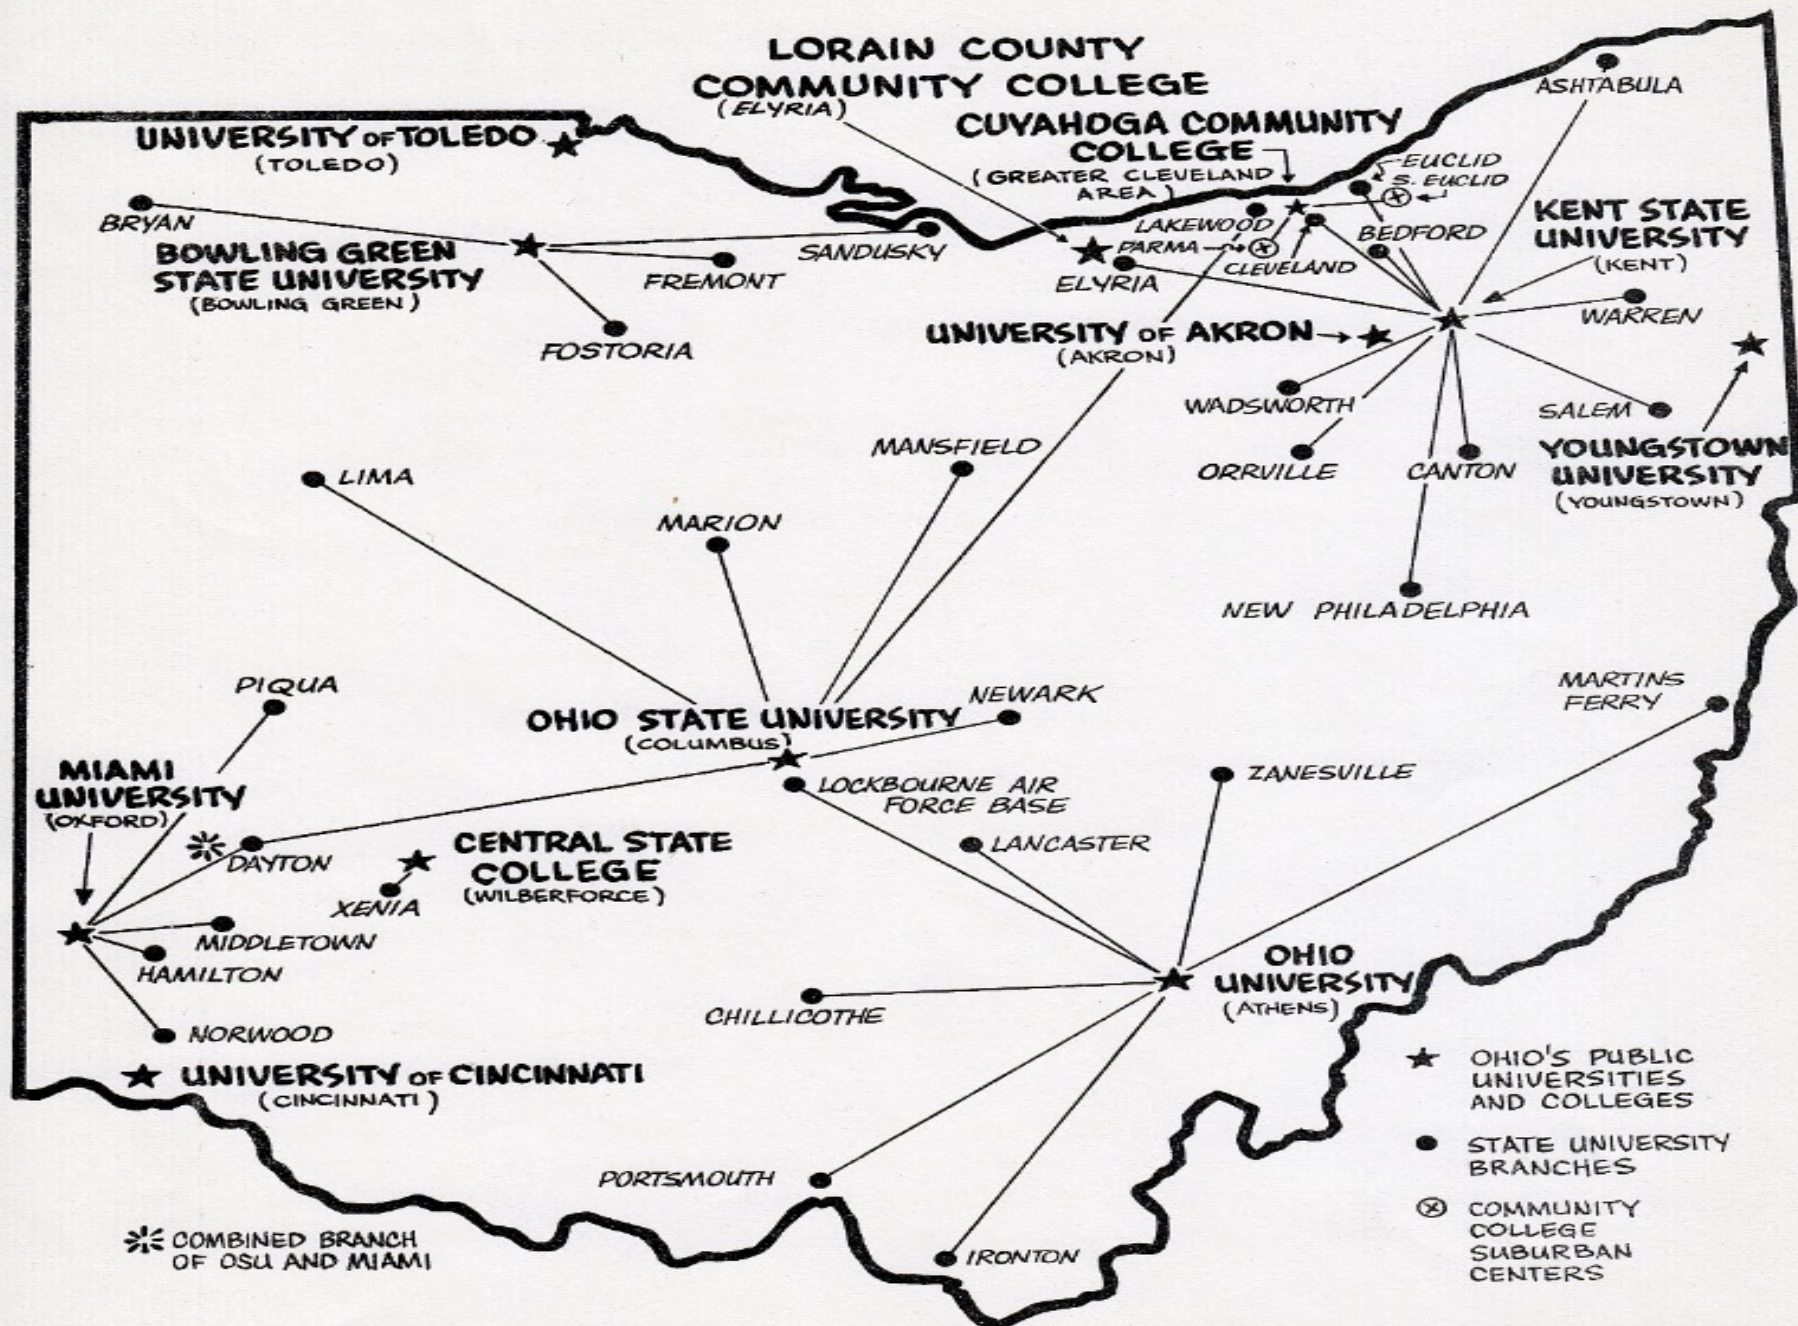 LORAIN COUNTY
COMMUNITY COLLEGE
(ELYRIA)
CUYAHOGA COMMUNITY
COLLEGE
(GREATER CLEVELAND
AREA)
ASHTABULA
UNIVERSITY OF TOLEDO
(TOLEDO)
EUCLID
S. EUCLID
BRYAN
BOWLING GREEN
STATE UNIVERSITY
(BOWLING GREEN)
SANDUSKY
FREMONT
FOSTORIA
LAKEWOOD
PARMA
CLEVELAND
BEDFORD
ELYRIA
KENT STATE
UNIVERSITY
(KENT)
WARREN
UNIVERSITY OF AKRON
(AKRON)
WADSWORTH
ORRVILLE
CANTON
SALEM
YOUNGSTOWN
UNIVERSITY
(YOUNGSTOWN)
LIMA
MANSFIELD
MARION
NEW PHILADELPHIA
PIQUA
OHIO STATE UNIVERSITY
(COLUMBUS)
NEWARK
MARTINS
FERRY
MIAMI
UNIVERSITY
(OXFORD)
LOCKBOURNE AIR
FORCE BASE
ZANESVILLE
LANCASTER
DAYTON
CENTRAL STATE
COLLEGE
(WILBERFORCE)
XENIA
MIDDLETOWN
HAMILTON
NORWOOD
CHILLICOTHE
OHIO
UNIVERSITY
(ATHENS)
UNIVERSITY OF CINCINNATI
(CINCINNATI)
PORTSMOUTH
IRONTON
COMBINED BRANCH
OF OSU AND MIAMI
OHIO'S PUBLIC
UNIVERSITIES
AND COLLEGES
STATE UNIVERSITY
BRANCHES
COMMUNITY
COLLEGE
SUBURBAN
CENTERS